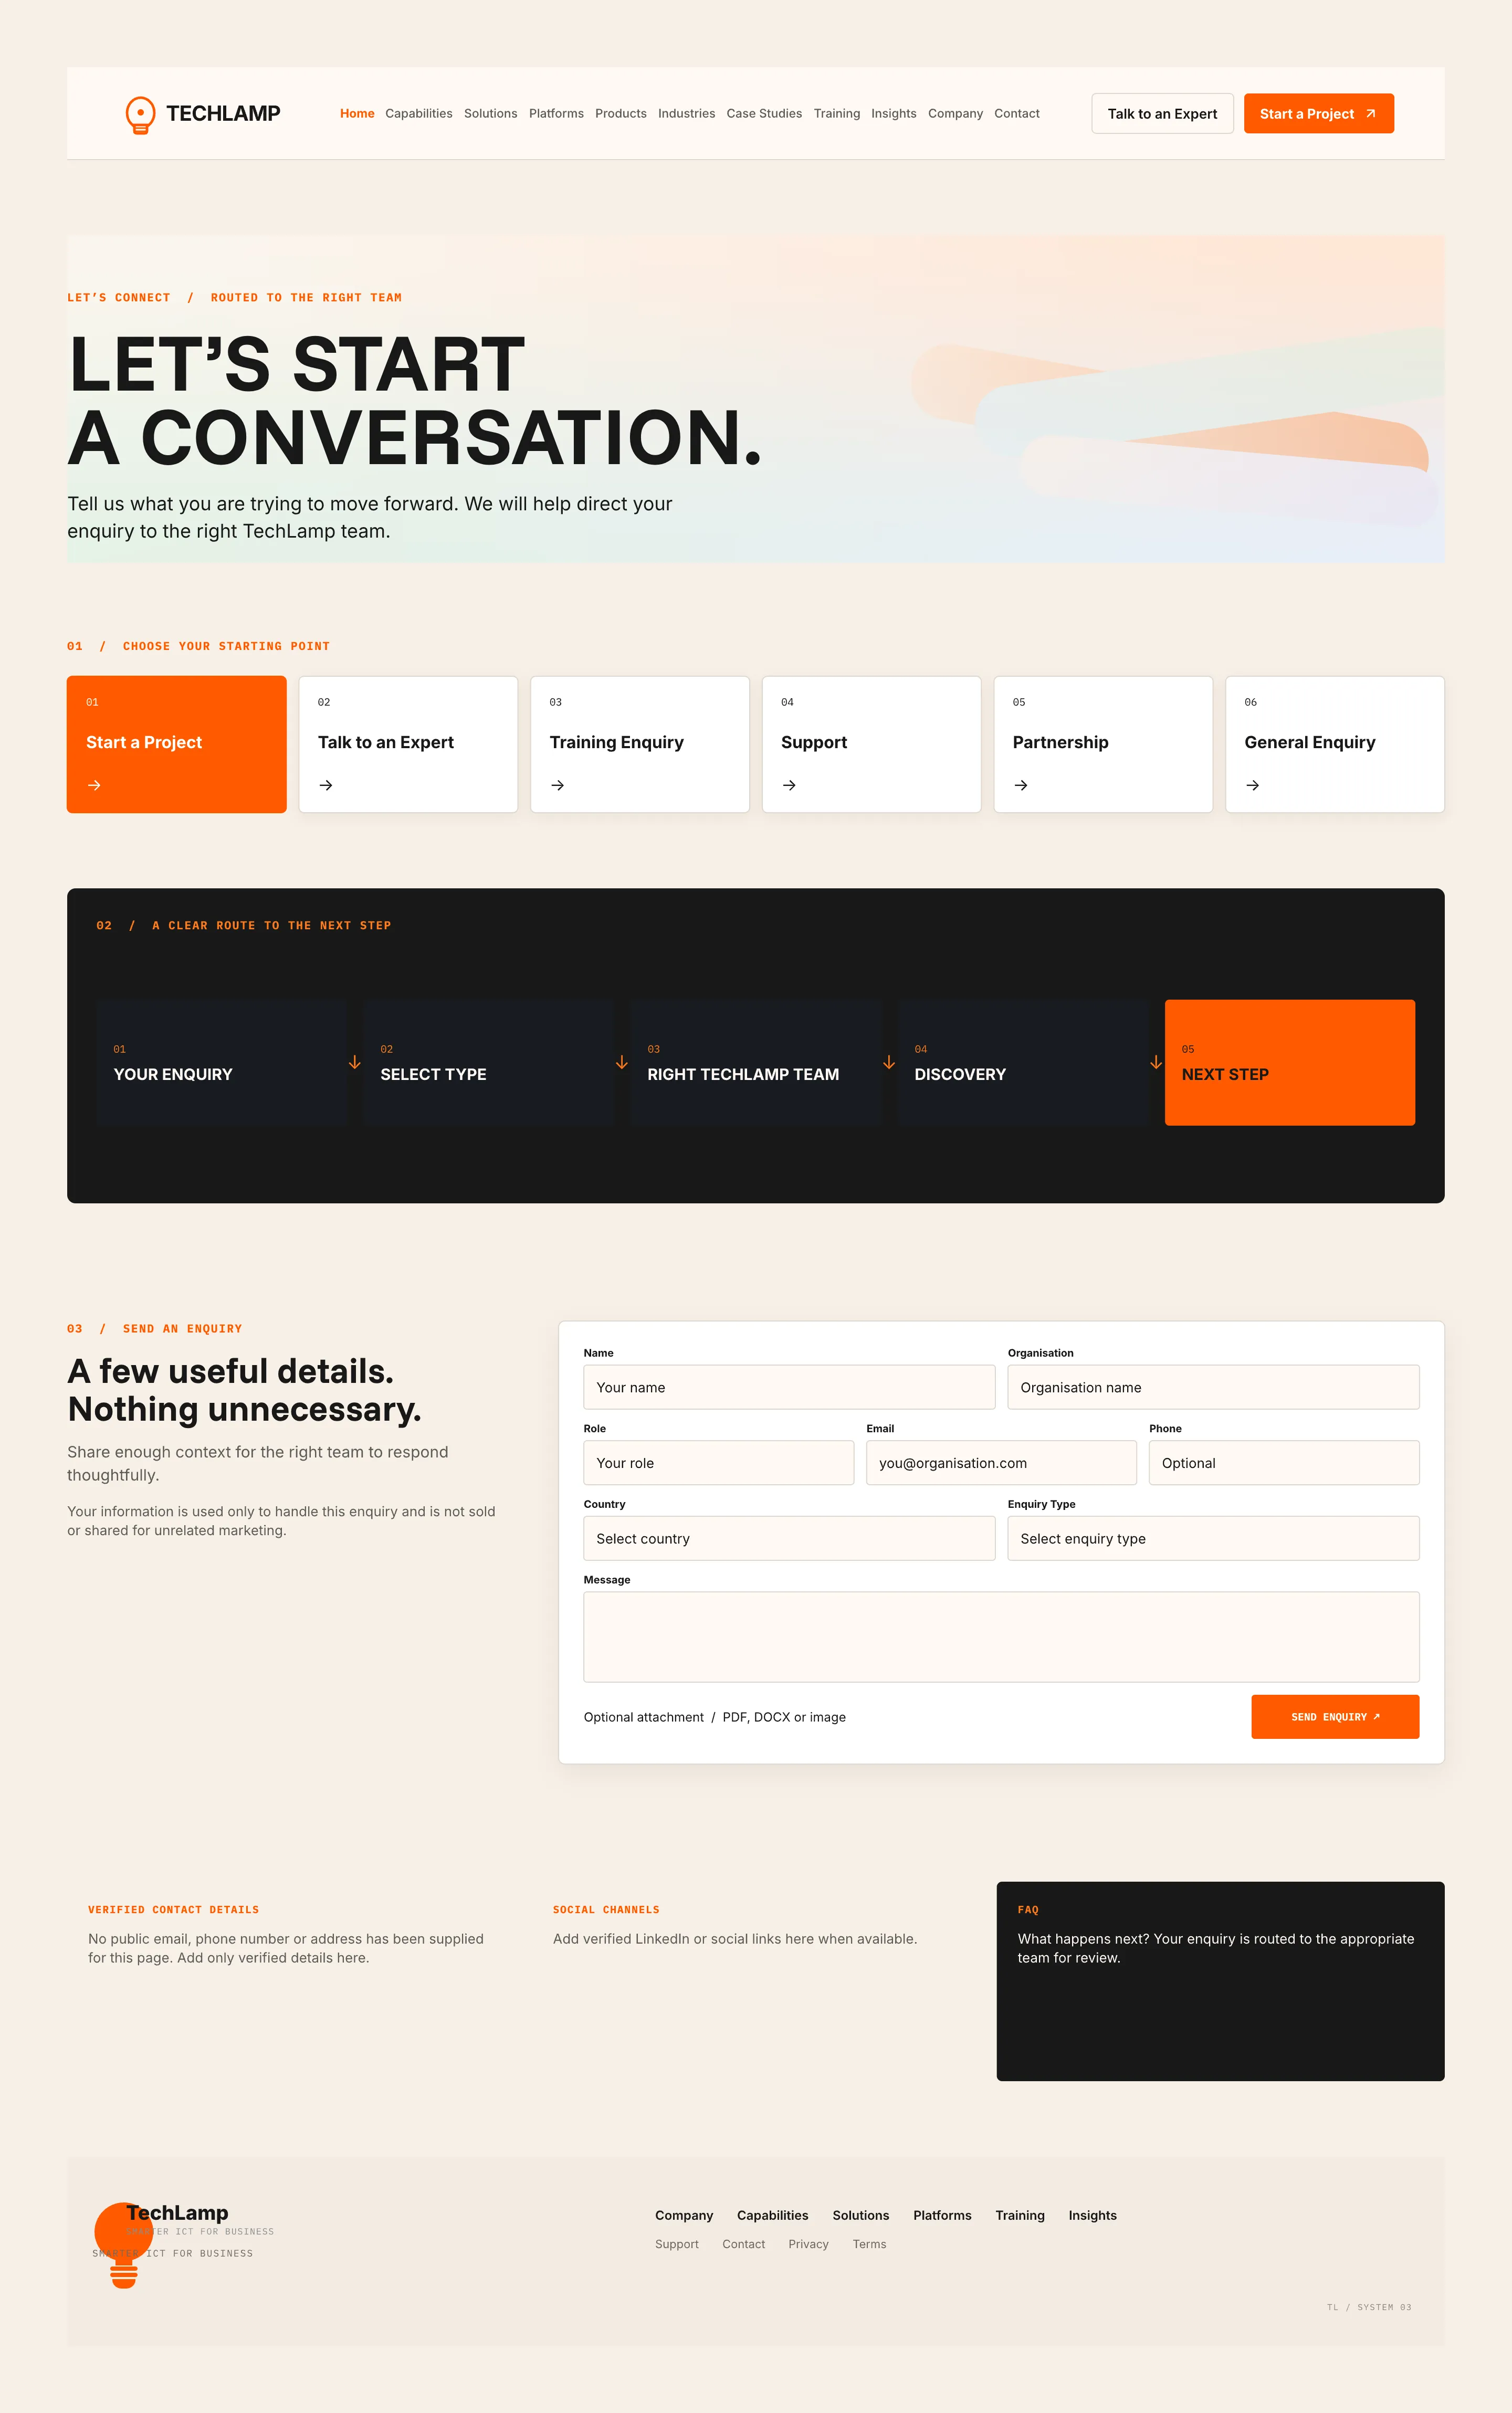 TECHLAMP
Home Capabilities Solutions Platforms Products Industries Case Studies Training Insights Company Contact
Talk to an Expert
Start a Project ↗
LET’S CONNECT / ROUTED TO THE RIGHT TEAM
LET’S START
A CONVERSATION.
Tell us what you are trying to move forward. We will help direct your
enquiry to the right TechLamp team.
01 / CHOOSE YOUR STARTING POINT
01
Start a Project
→
02
Talk to an Expert
→
03
Training Enquiry
→
04
Support
→
05
Partnership
→
06
General Enquiry
→
02 / A CLEAR ROUTE TO THE NEXT STEP
01
YOUR ENQUIRY
↓
02
SELECT TYPE
↓
03
RIGHT TECHLAMP TEAM
↓
04
DISCOVERY
↓
05
NEXT STEP
03 / SEND AN ENQUIRY
A few useful details.
Nothing unnecessary.
Share enough context for the right team to respond
thoughtfully.
Your information is used only to handle this enquiry and is not sold
or shared for unrelated marketing.
Name
Your name
Organisation
Organisation name
Role
Your role
Email
you@organisation.com
Phone
Optional
Country
Select country
Enquiry Type
Select enquiry type
Message
Optional attachment / PDF, DOCX or image
SEND ENQUIRY ↗
VERIFIED CONTACT DETAILS
No public email, phone number or address has been supplied
for this page. Add only verified details here.
SOCIAL CHANNELS
Add verified LinkedIn or social links here when available.
FAQ
What happens next? Your enquiry is routed to the appropriate
team for review.
TechLamp
SMARTER ICT FOR BUSINESS
SMARTER ICT FOR BUSINESS
Company Capabilities Solutions Platforms Training Insights
Support Contact Privacy Terms
TL / SYSTEM 03